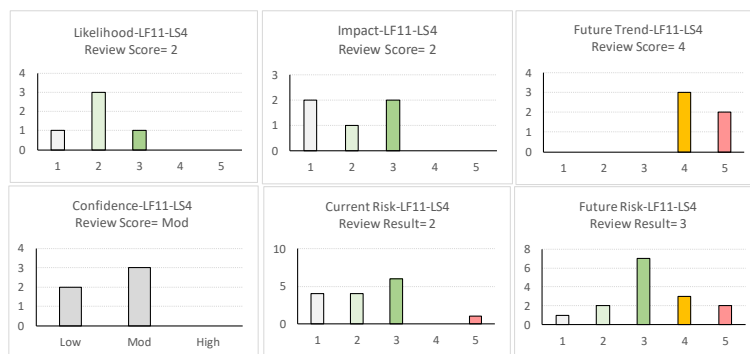 Likelihood-LF11-LS4
Review Score= 2
4
3
2
1
0
1 2 3 4 5
Impact-LF11-LS4
Review Score= 2
3
2
1
0
1 2 3 4 5
Future Trend-LF11-LS4
Review Score= 4
4
3
2
1
0
1 2 3 4 5
Confidence-LF11-LS4
Review Score= Mod
4
3
2
1
0
Low Mod High
Current Risk-LF11-LS4
Review Result= 2
10
5
0
1 2 3 4 5
Future Risk-LF11-LS4
Review Result= 3
8
6
4
2
0
1 2 3 4 5